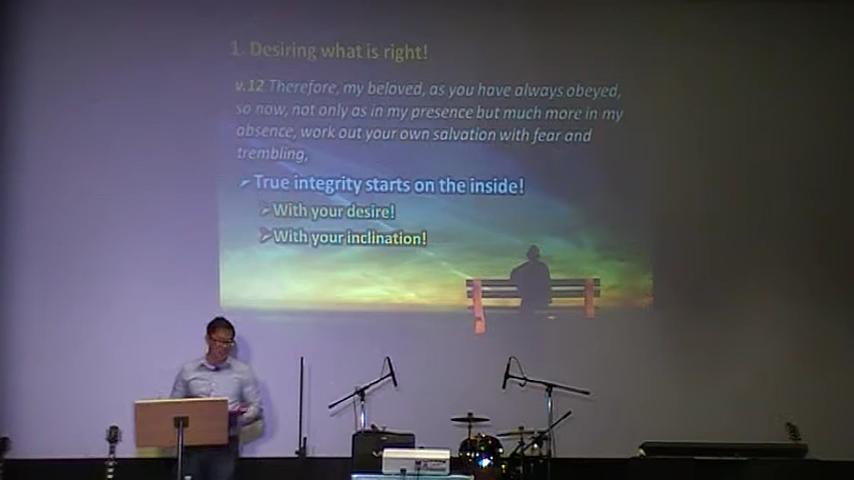 1. Desiring what is right!
v.12 Therefore, my beloved, as you have always obeyed,
so now, not only as in my presence but much more in my
absence, work out your own salvation with fear and
trembling,
➤ True integrity starts on the inside!
➤ With your desire!
➤ With your inclination!